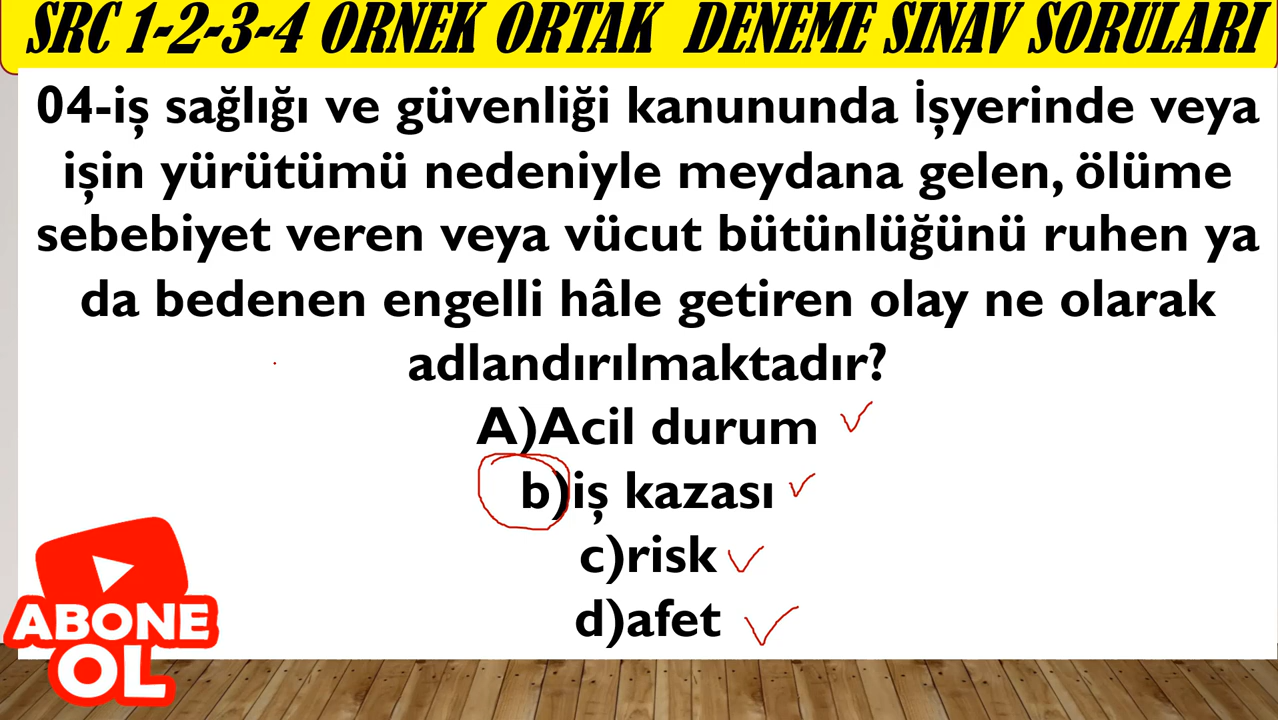 SRC 1-2-3-4 ORNEK ORTAK DENEME SINAV SORULARI
04-iş sağlığı ve güvenliği kanununda İşyerinde veya
işin yürütümü nedeniyle meydana gelen, ölüme
sebebiyet veren veya vücut bütünlüğünü ruhen ya
da bedenen engelli hâle getiren olay ne olarak
adlandırılmaktadır?
A)Acil durum
b)iş kazası
c)risk
d)afet
ABONE
OL